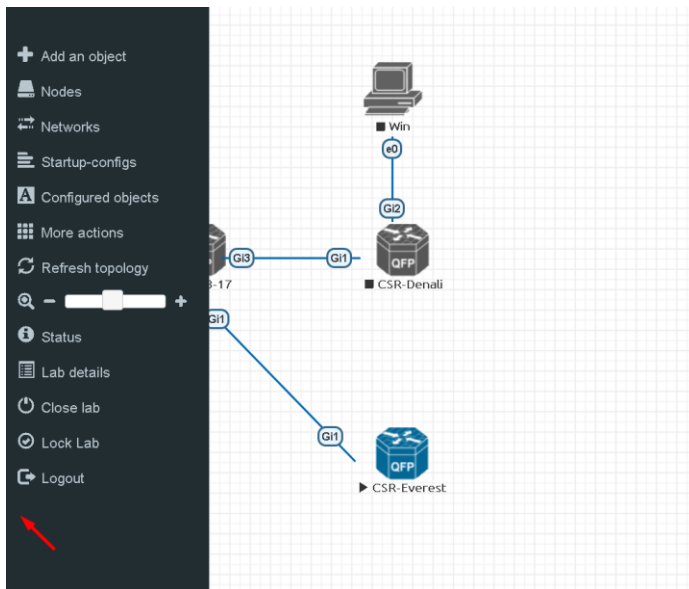 Add an object
Nodes
Networks
Startup-configs
Configured objects
More actions
Refresh topology
Status
Lab details
Close lab
Lock Lab
Logout
Win
e0
Gi2
QFP
Gi3
Gi1
-17
CSR-Denali
Gi1
Gi1
QFP
CSR-Everest